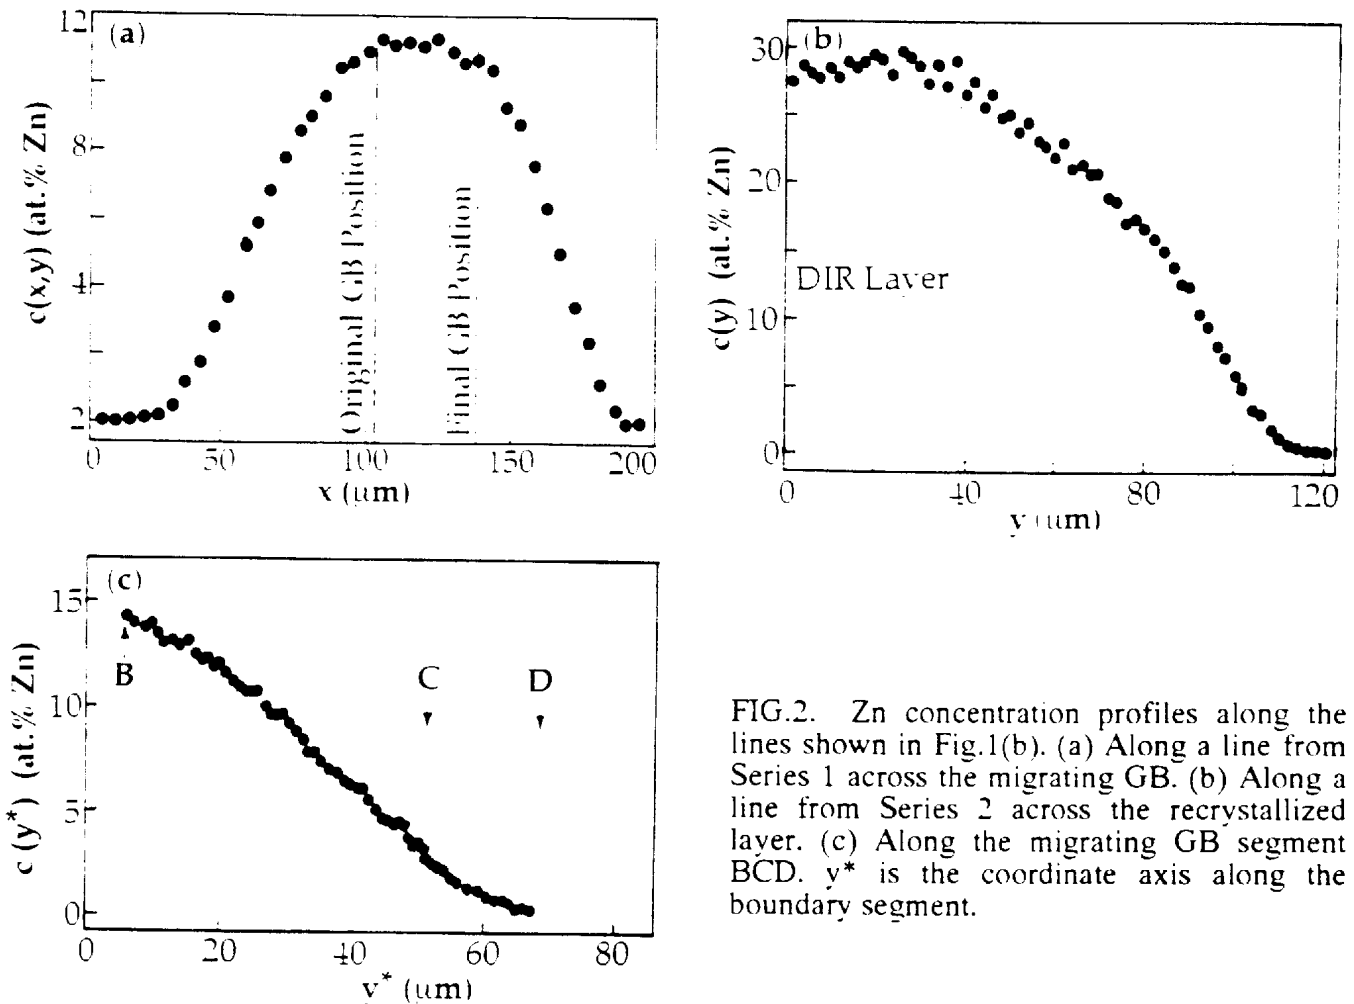 (a)
12
8
4
2
c(x,y) (at.% Zn)
Original GB Position
Final GB Position
0 50 100 150 200
x (μm)
(b)
30
20
10
0
c(y) (at.% Zn)
DIR Layer
0 40 80 120
y (μm)
(c)
15
10
5
0
c (y*) (at.% Zn)
B C D
0 20 40 60 80
y* (μm)
FIG.2. Zn concentration profiles along the
lines shown in Fig.1(b). (a) Along a line from
Series 1 across the migrating GB. (b) Along a
line from Series 2 across the recrystallized
layer. (c) Along the migrating GB segment
BCD. y* is the coordinate axis along the
boundary segment.